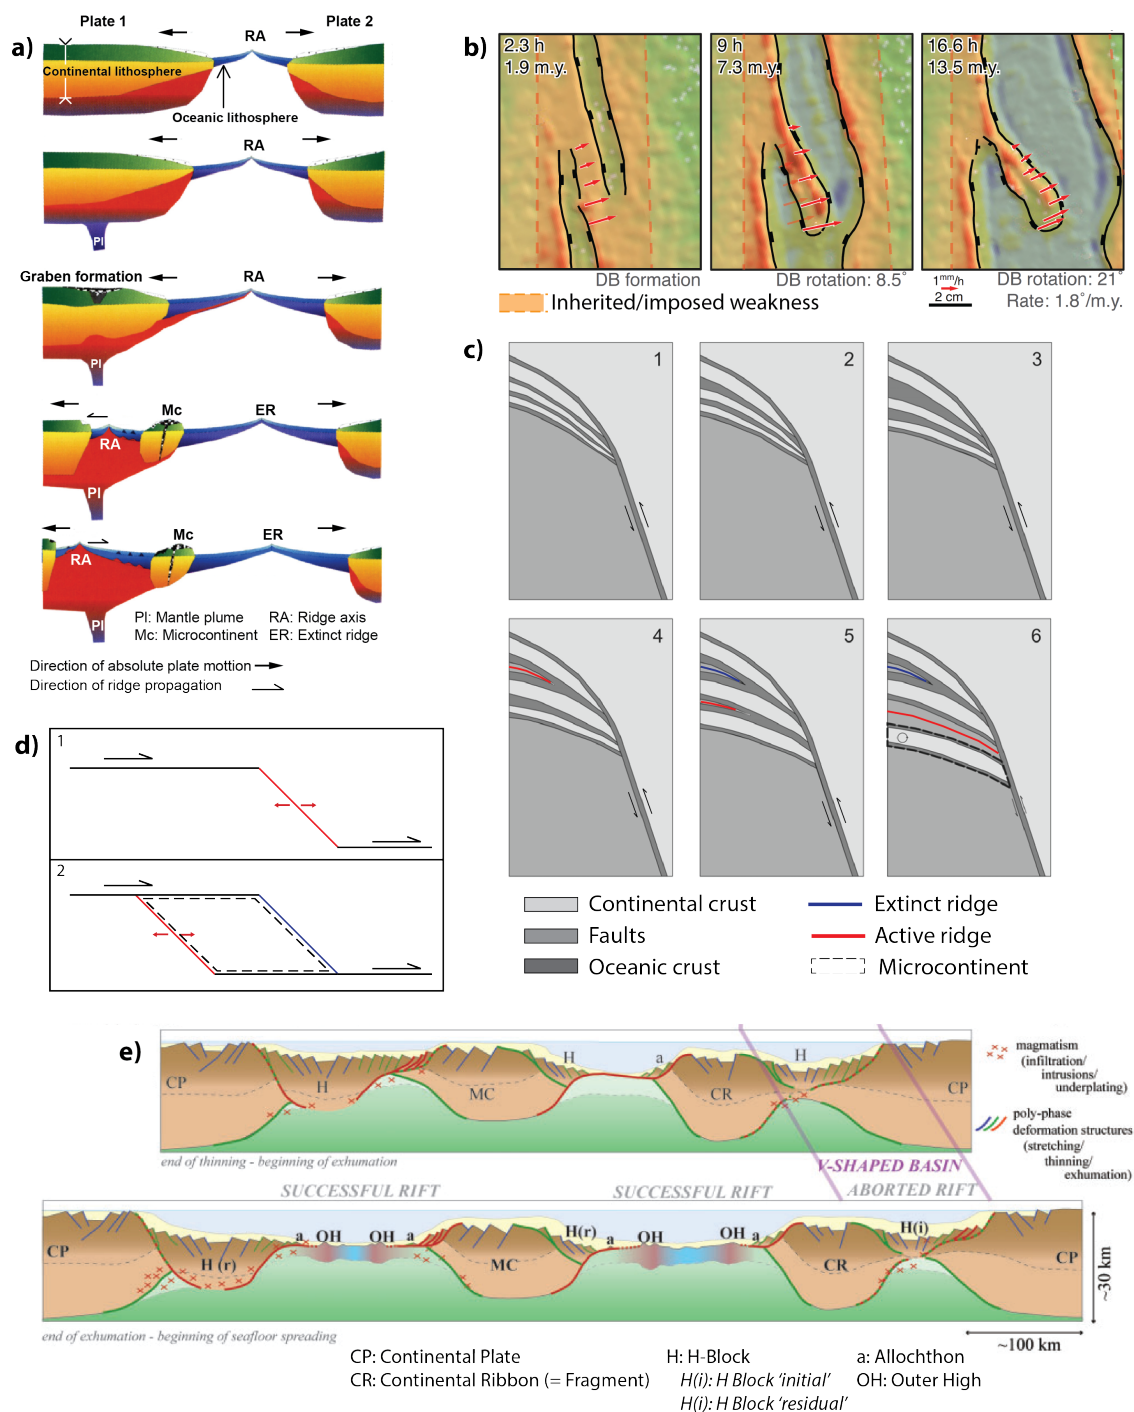 a)
Plate 1
RA
Plate 2
Continental lithosphere
Oceanic lithosphere
RA
Pl
Graben formation
RA
Pl
Mc
ER
RA
Pl
Mc
ER
RA
Pl
Pl: Mantle plume
RA: Ridge axis
Mc: Microcontinent
ER: Extinct ridge
Direction of absolute plate mottion
Direction of ridge propagation
b)
2.3 h
1.9 m.y.
9 h
7.3 m.y.
16.6 h
13.5 m.y.
DB formation
DB rotation: 8.5°
1mm/h
2 cm
DB rotation: 21°
Rate: 1.8°/m.y.
Inherited/imposed weakness
c)
1
2
3
4
5
6
Continental crust
Extinct ridge
Faults
Active ridge
Oceanic crust
Microcontinent
d)
1
2
e)
CP
H
MC
H
a
CR
H
CP
magmatism
(infiltration/
intrusions/
underplating)
poly-phase
deformation structures
(stretching/
thinning/
exhumation)
end of thinning - beginning of exhumation
V-SHAPED BASIN
SUCCESSFUL RIFT
SUCCESSFUL RIFT
ABORTED RIFT
CP
H (r)
a
OH
OH
a
MC
H(r)
a
OH
OH
a
CR
H(i)
CP
~30 km
end of exhumation - beginning of seafloor spreading
~100 km
CP: Continental Plate
H: H-Block
a: Allochthon
CR: Continental Ribbon (= Fragment)
H(i): H Block 'initial'
OH: Outer High
H(i): H Block 'residual'